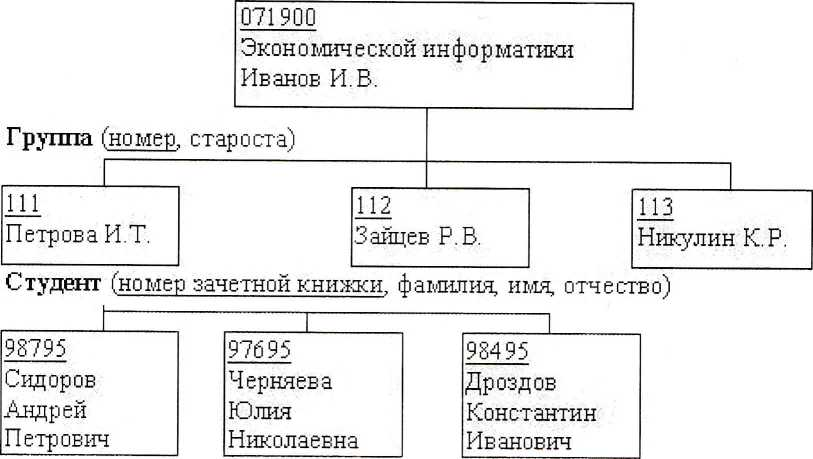 071900
Экономической информатики
Иванов И.В.
Группа (номер, староста)
111
Петрова И.Т.
112
Зайцев Р.В.
113
Никулин К.Р.
Студент (номер зачетной книжки, фамилия, имя, отчество)
98795
Сидоров
Андрей
Петрович
97695
Черняева
Юлия
Николаевна
98495
Дроздов
Константин
Иванович